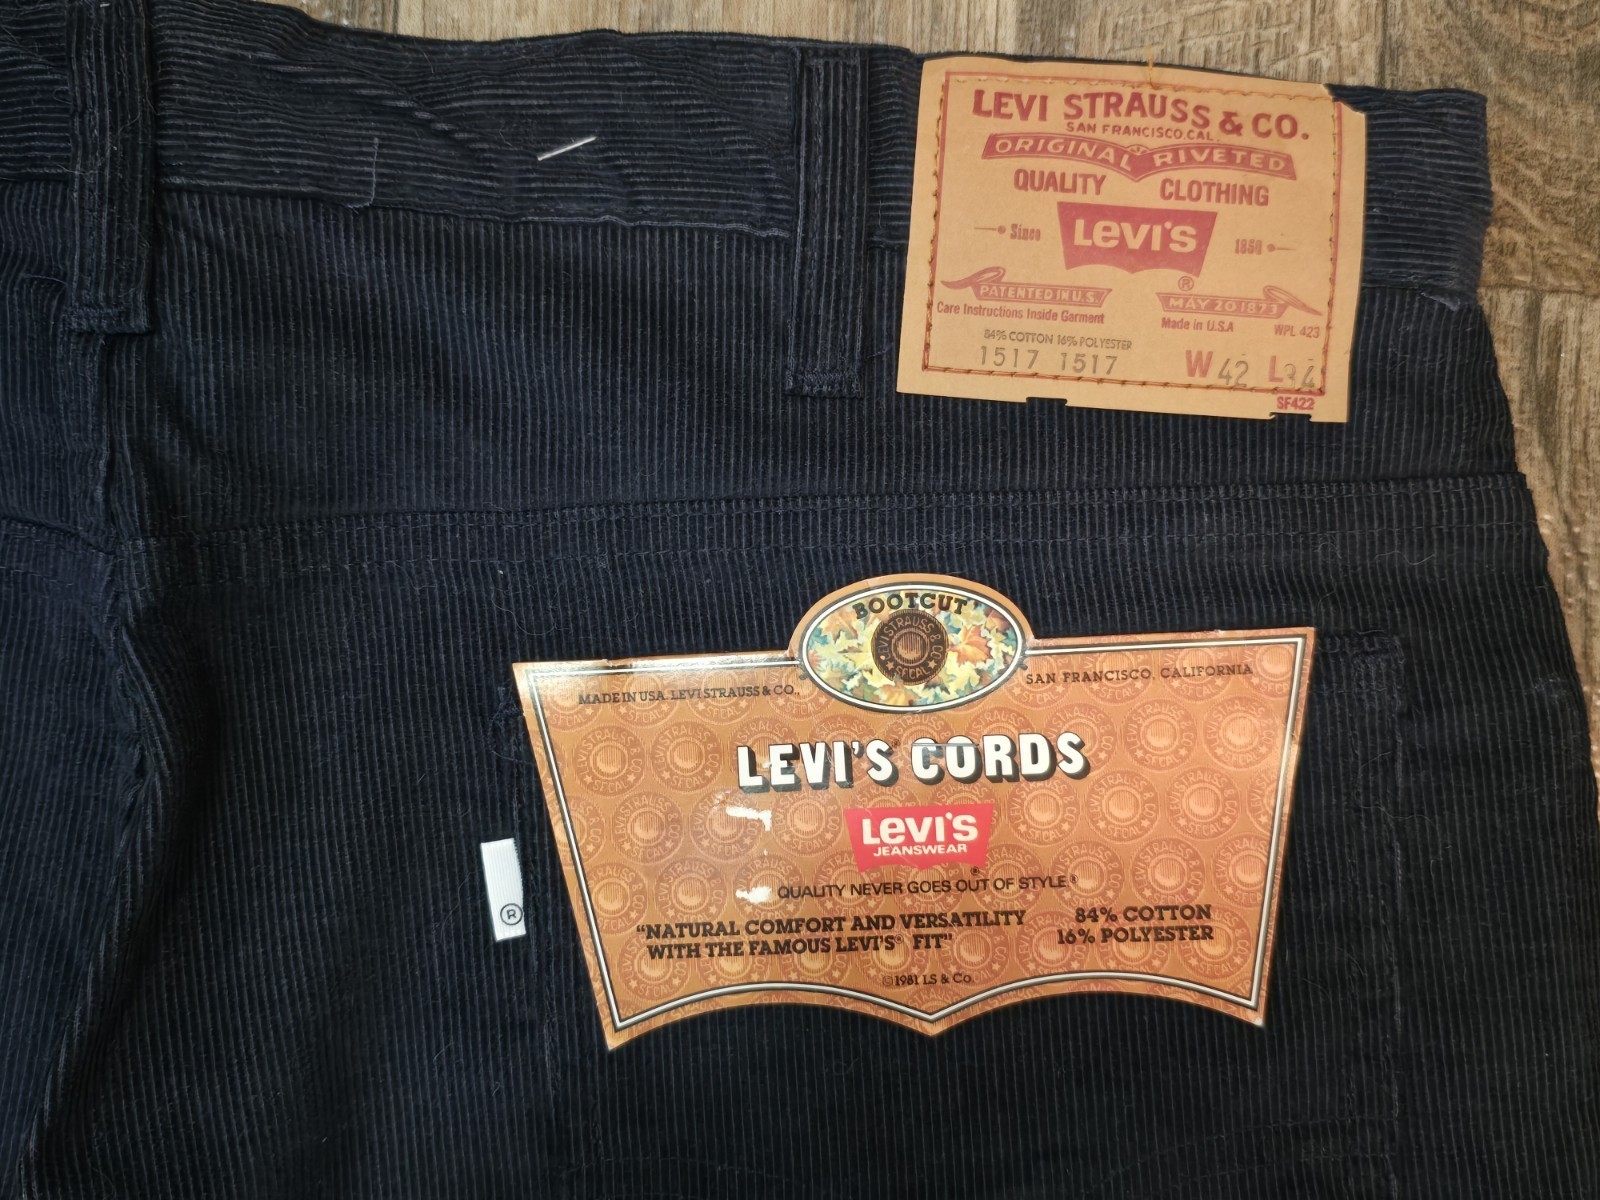 LEVI STRAUSS & CO.
SAN FRANCISCO.CAL.
ORIGINAL RIVETED
QUALITY CLOTHING
Since LEVI'S 1850
®
PATENTED IN U.S. MAY 20 1873
Care Instructions Inside Garment Made in U.S.A WPL 423
84% COTTON 16% POLYESTER
1517 1517 W 42 L 34
SF422
BOOTCUT
LEVI STRAUSS & CO.
S.F.CAL.
MADE IN USA. LEVI STRAUSS & CO., SAN FRANCISCO, CALIFORNIA
LEVI'S CORDS
LEVI'S
JEANSWEAR
®
QUALITY NEVER GOES OUT OF STYLE.®
"NATURAL COMFORT AND VERSATILITY
WITH THE FAMOUS LEVI'S® FIT"
84% COTTON
16% POLYESTER
©1981 LS & Co.
®